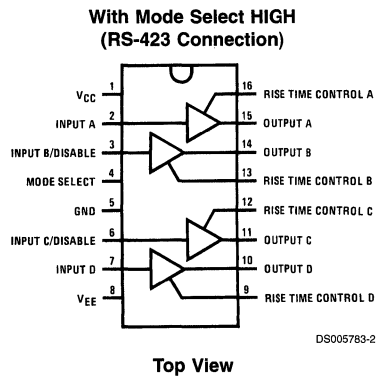 With Mode Select HIGH
(RS-423 Connection)
VCC 1
INPUT A 2
INPUT B/DISABLE 3
MODE SELECT 4
GND 5
INPUT C/DISABLE 6
INPUT D 7
VEE 8
16 RISE TIME CONTROL A
15 OUTPUT A
14 OUTPUT B
13 RISE TIME CONTROL B
12 RISE TIME CONTROL C
11 OUTPUT C
10 OUTPUT D
9 RISE TIME CONTROL D
DS005783-2
Top View